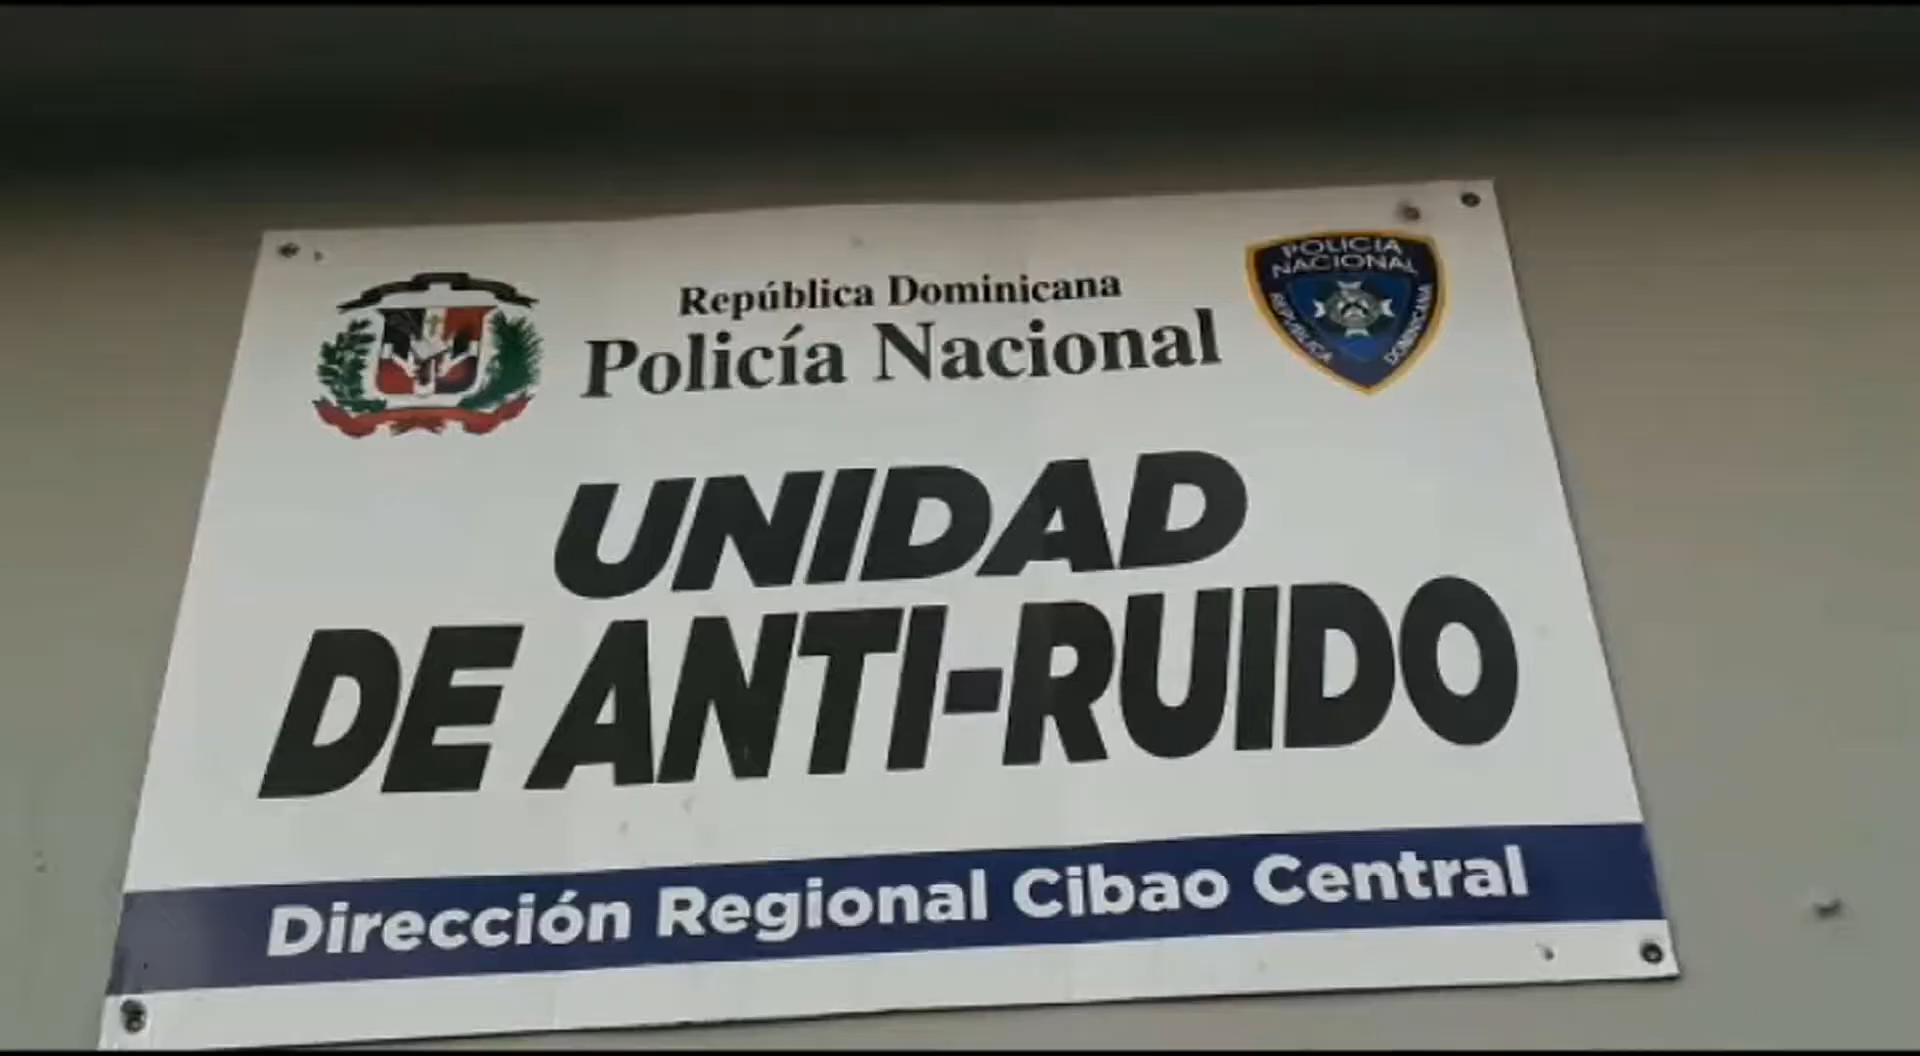 República Dominicana
Policía Nacional
POLICIA
NACIONAL
REPUBLICA
DOMINICANA
UNIDAD
DE ANTI-RUIDO
Dirección Regional Cibao Central